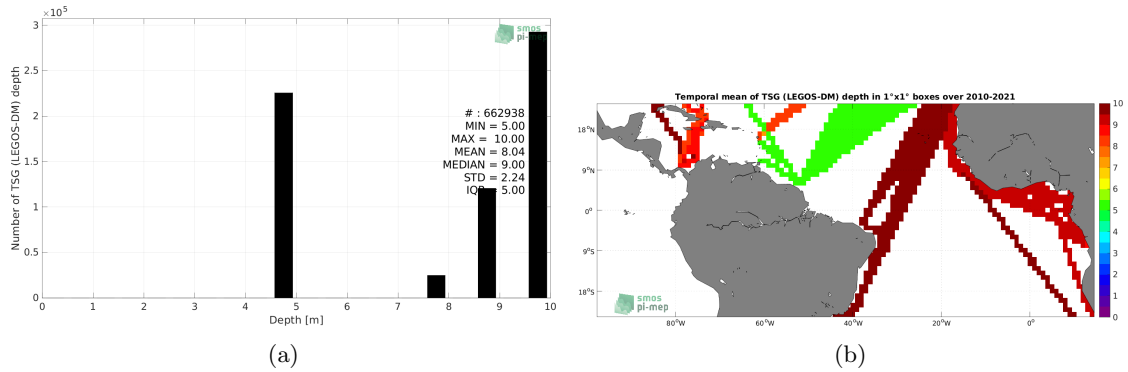 ×10⁵
3
2.5
2
1.5
1
0.5
0
Number of TSG (LEGOS-DM) depth
smos
pi-mep
# : 662938
MIN = 5.00
MAX = 10.00
MEAN = 8.04
MEDIAN = 9.00
STD = 2.24
IQR = 5.00
0 1 2 3 4 5 6 7 8 9 10
Depth [m]
(a)
Temporal mean of TSG (LEGOS-DM) depth in 1°x1° boxes over 2010-2021
18°N
9°N
0°
9°S
18°S
80°W 60°W 40°W 20°W 0°
smos
pi-mep
10
9
8
7
6
5
4
3
2
1
0
(b)